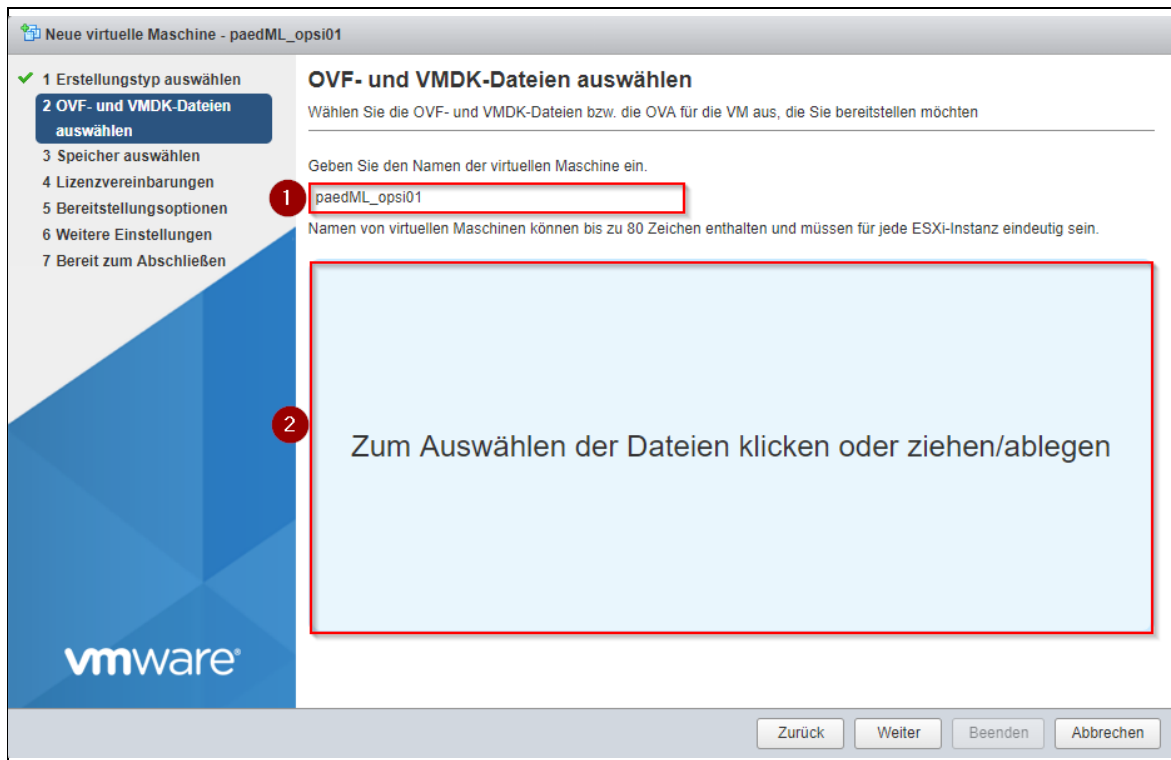 Neue virtuelle Maschine - paedML_opsi01
1 Erstellungstyp auswählen
2 OVF- und VMDK-Dateien
auswählen
3 Speicher auswählen
4 Lizenzvereinbarungen
5 Bereitstellungsoptionen
6 Weitere Einstellungen
7 Bereit zum Abschließen
OVF- und VMDK-Dateien auswählen
Wählen Sie die OVF- und VMDK-Dateien bzw. die OVA für die VM aus, die Sie bereitstellen möchten
Geben Sie den Namen der virtuellen Maschine ein.
1
paedML_opsi01
Namen von virtuellen Maschinen können bis zu 80 Zeichen enthalten und müssen für jede ESXi-Instanz eindeutig sein.
2
Zum Auswählen der Dateien klicken oder ziehen/ablegen
vmware®
Zurück
Weiter
Beenden
Abbrechen